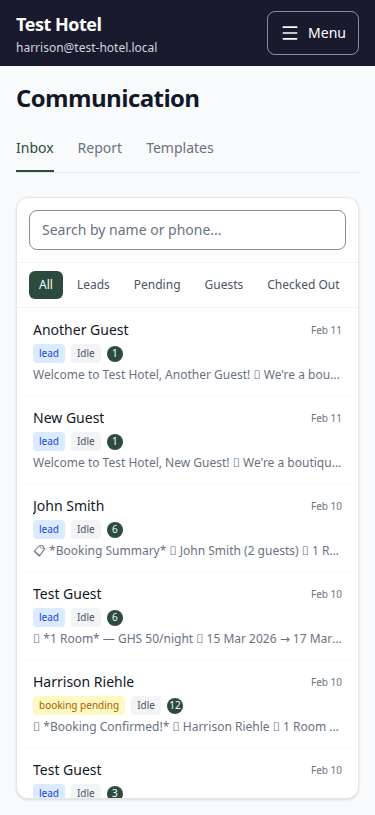 Test Hotel
harrison@test-hotel.local
Menu
Communication
Inbox Report Templates
Search by name or phone...
All Leads Pending Guests Checked Out
Another Guest Feb 11
lead Idle 1
Welcome to Test Hotel, Another Guest! We're a bou...
New Guest Feb 11
lead Idle 1
Welcome to Test Hotel, New Guest! We're a boutiqu...
John Smith Feb 10
lead Idle 6
📋 *Booking Summary* John Smith (2 guests) 1 R...
Test Guest Feb 10
lead Idle 6
*1 Room* — GHS 50/night 15 Mar 2026 → 17 Mar...
Harrison Riehle Feb 10
booking pending Idle 12
*Booking Confirmed!* Harrison Riehle 1 Room ...
Test Guest Feb 10
lead Idle 3